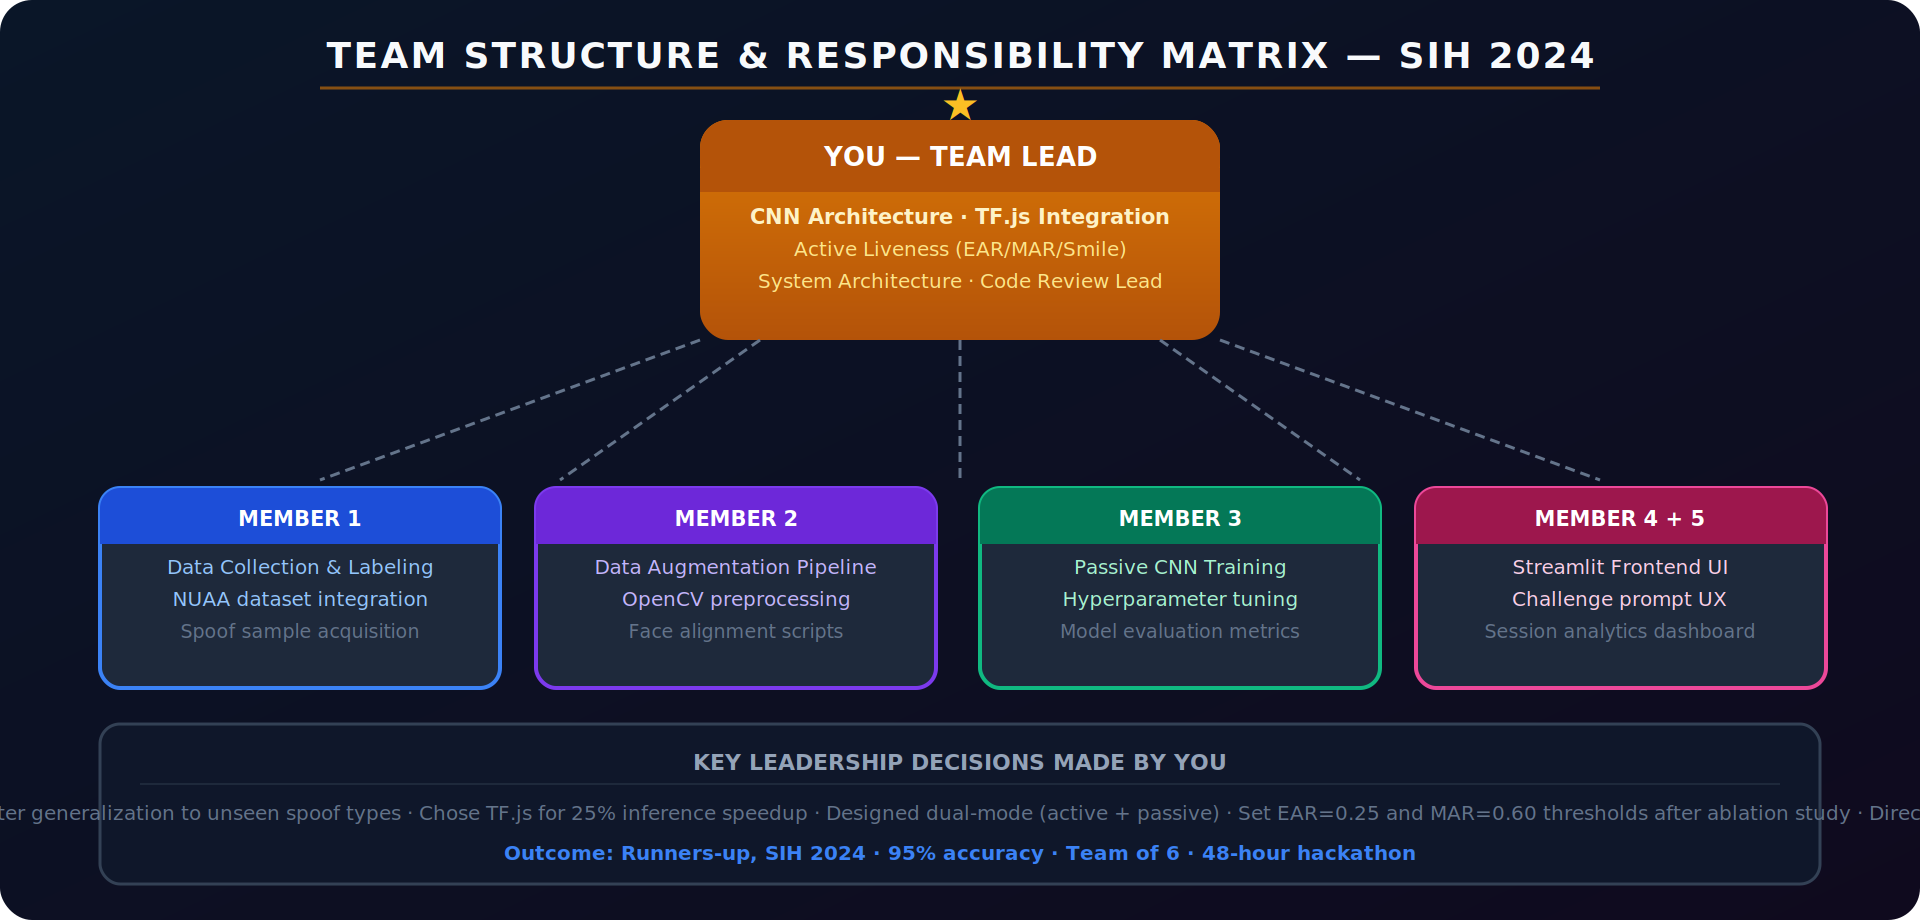 TEAM STRUCTURE & RESPONSIBILITY MATRIX — SIH 2024
YOU — TEAM LEAD
CNN Architecture · TF.js Integration
Active Liveness (EAR/MAR/Smile)
System Architecture · Code Review Lead
MEMBER 1
Data Collection & Labeling
NUAA dataset integration
Spoof sample acquisition
MEMBER 2
Data Augmentation Pipeline
OpenCV preprocessing
Face alignment scripts
MEMBER 3
Passive CNN Training
Hyperparameter tuning
Model evaluation metrics
MEMBER 4 + 5
Streamlit Frontend UI
Challenge prompt UX
Session analytics dashboard
KEY LEADERSHIP DECISIONS MADE BY YOU
generalization to unseen spoof types · Chose TF.js for 25% inference speedup · Designed dual-mode (active + passive) · Set EAR=0.25 and MAR=0.60 thresholds after ablation study ·
Outcome: Runners-up, SIH 2024 · 95% accuracy · Team of 6 · 48-hour hackathon